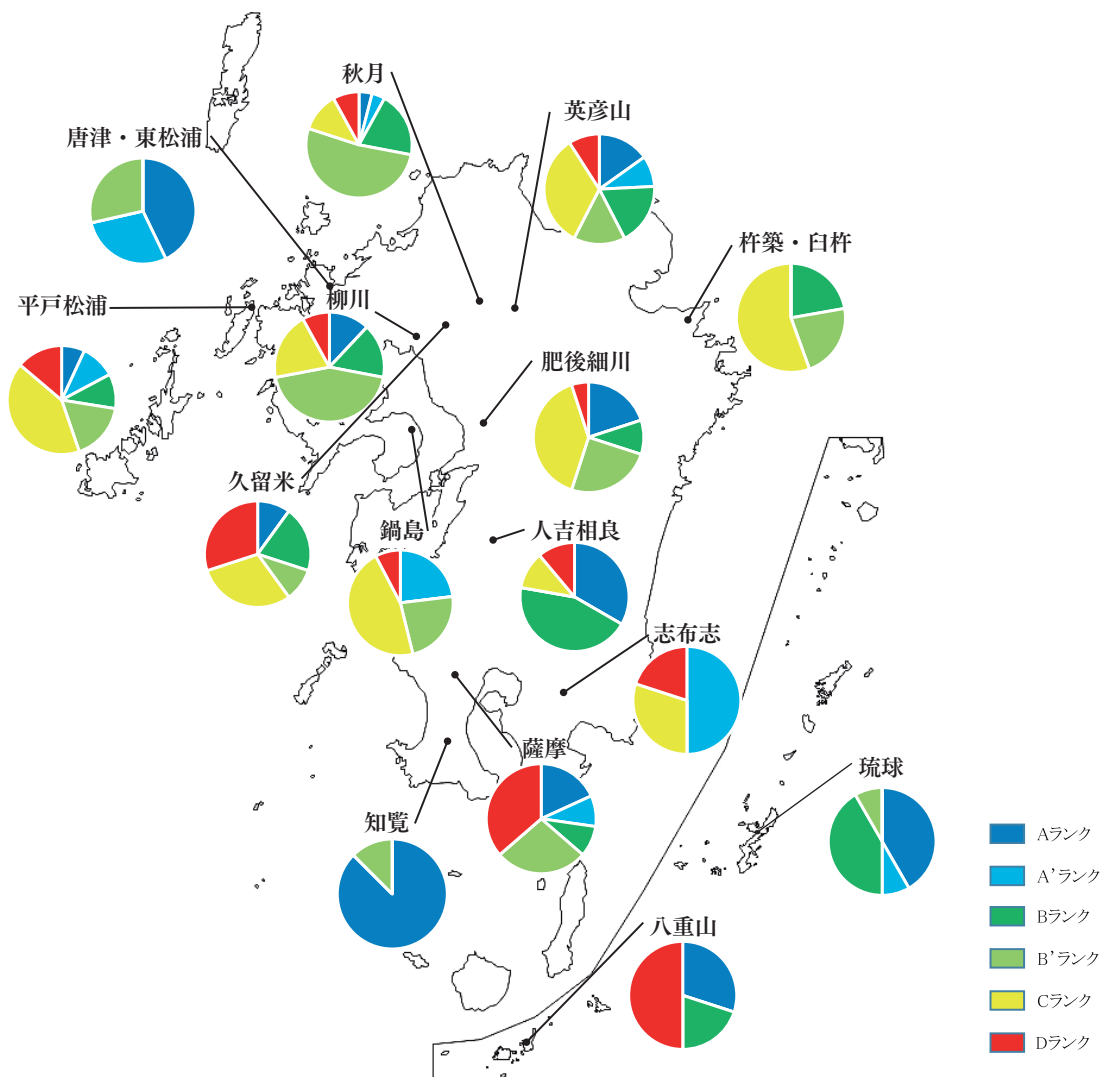 秋月
英彦山
唐津・東松浦
杵築・臼杵
平戸松浦
柳川
肥後細川
久留米
鍋島
人吉相良
志布志
薩摩
琉球
知覧
八重山
Aランク
A’ランク
Bランク
B’ランク
Cランク
Dランク